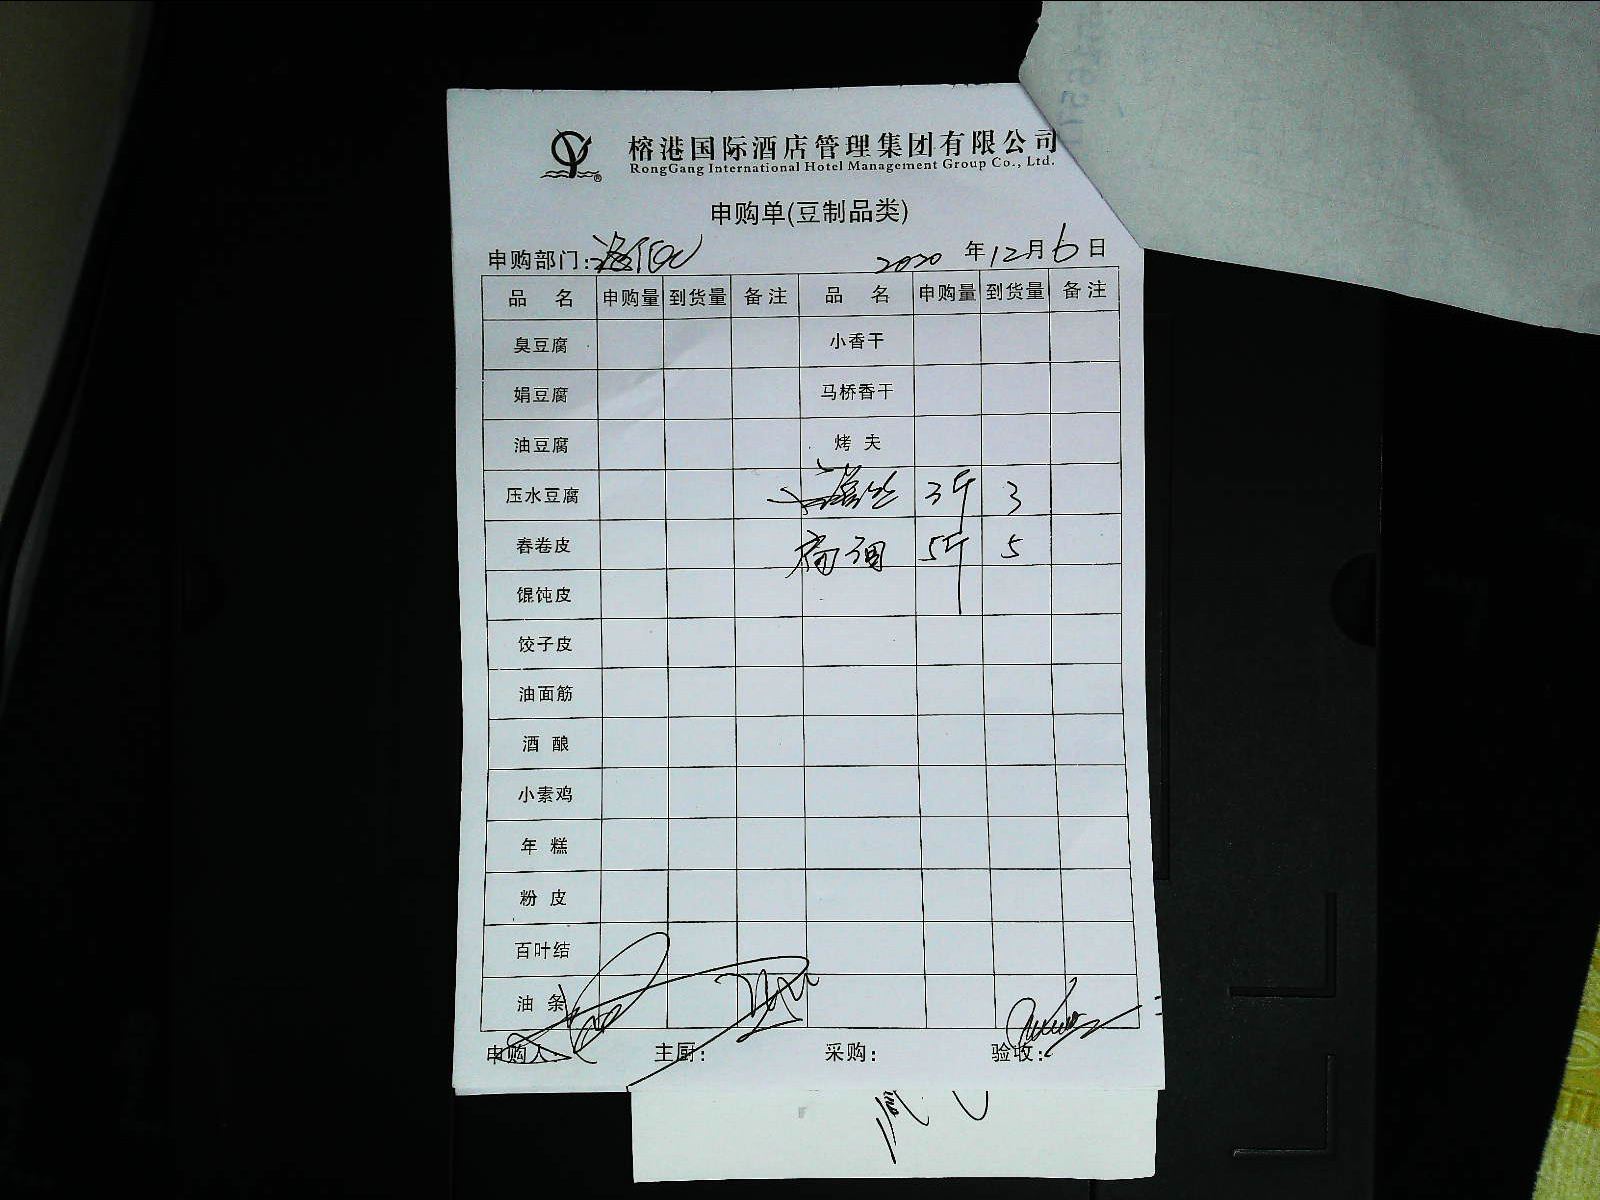 榕港国际酒店管理集团有限公司
RongGang International Hotel Management Group Co., Ltd.
申购单(豆制品类)
申购部门: 2020 年 12 月 6 日
品 名 申购量 到货量 备注 品 名 申购量 到货量 备注
臭豆腐 小香干
娟豆腐 马桥香干
油豆腐 烤 夫
压水豆腐 3斤 3
春卷皮 5斤 5
馄饨皮
饺子皮
油面筋
酒 酿
小素鸡
年 糕
粉 皮
百叶结
油 条
申购人: 主厨: 采购: 验收: